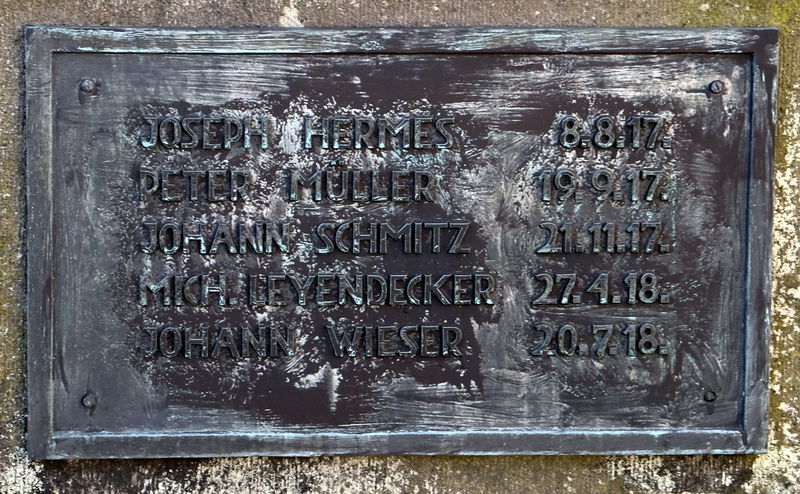 JOSEPH HERMES 8.8.17.
PETER MÜLLER 19.9.17.
JOHANN SCHMITZ 21.11.17.
MICH. LEYENDECKER 27.4.18.
JOHANN WIESER 20.7.18.